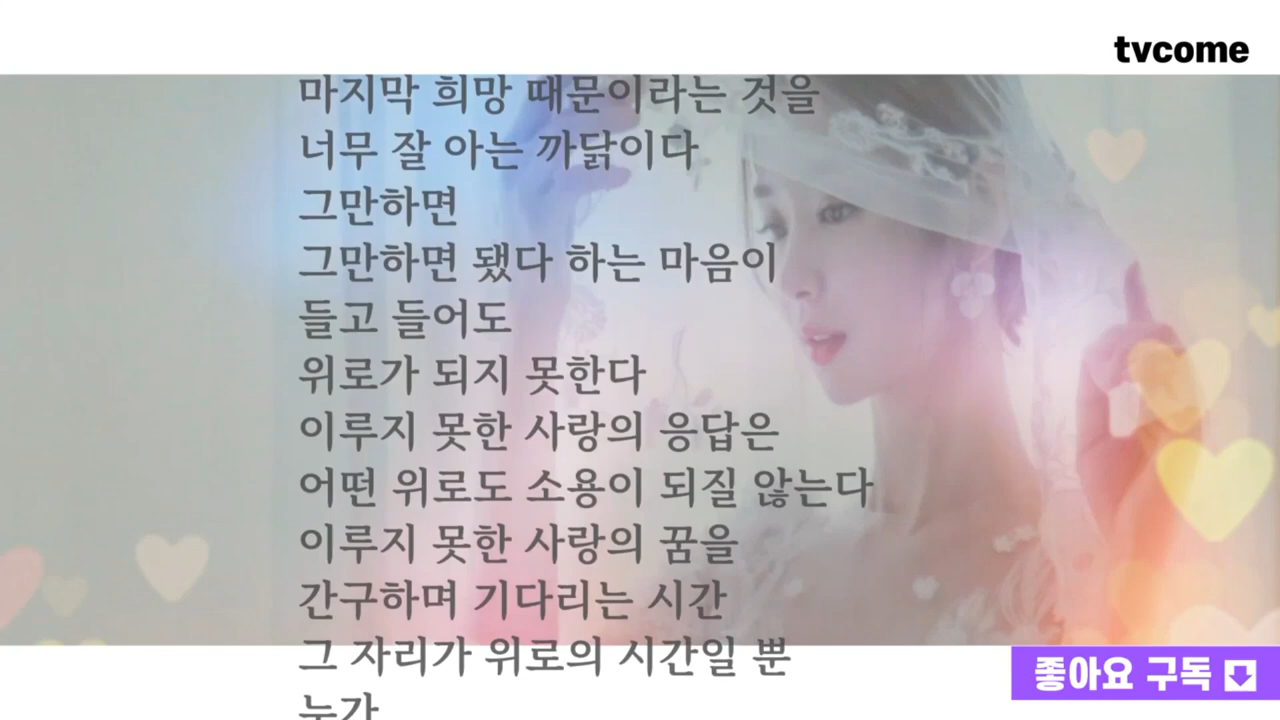 tvcome
마지막 희망 때문이라는 것을
너무 잘 아는 까닭이다
그만하면
그만하면 됐다 하는 마음이
들고 들어도
위로가 되지 못한다
이루지 못한 사랑의 응답은
어떤 위로도 소용이 되질 않는다
이루지 못한 사랑의 꿈을
간구하며 기다리는 시간
그 자리가 위로의 시간일 뿐
좋아요 구독